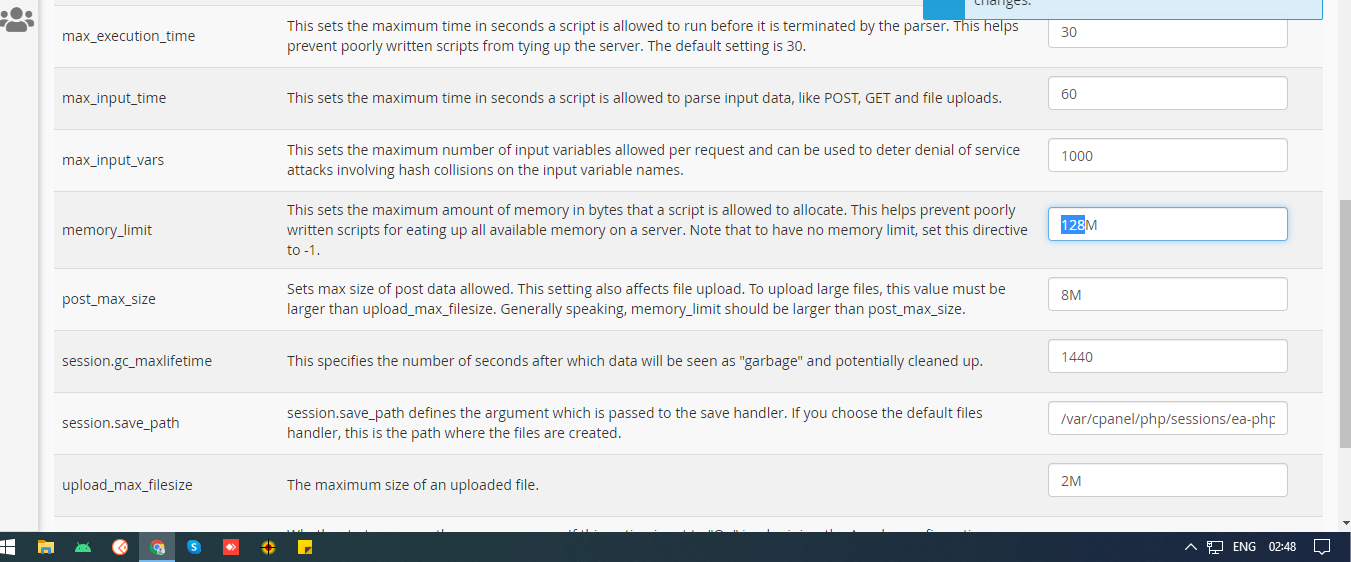 changes.
max_execution_time
This sets the maximum time in seconds a script is allowed to run before it is terminated by the parser. This helps
prevent poorly written scripts from tying up the server. The default setting is 30.
30
max_input_time
This sets the maximum time in seconds a script is allowed to parse input data, like POST, GET and file uploads.
60
max_input_vars
This sets the maximum number of input variables allowed per request and can be used to deter denial of service
attacks involving hash collisions on the input variable names.
1000
memory_limit
This sets the maximum amount of memory in bytes that a script is allowed to allocate. This helps prevent poorly
written scripts for eating up all available memory on a server. Note that to have no memory limit, set this directive
to -1.
128M
post_max_size
Sets max size of post data allowed. This setting also affects file upload. To upload large files, this value must be
larger than upload_max_filesize. Generally speaking, memory_limit should be larger than post_max_size.
8M
session.gc_maxlifetime
This specifies the number of seconds after which data will be seen as "garbage" and potentially cleaned up.
1440
session.save_path
session.save_path defines the argument which is passed to the save handler. If you choose the default files
handler, this is the path where the files are created.
/var/cpanel/php/sessions/ea-php
upload_max_filesize
The maximum size of an uploaded file.
2M
ENG
02:48